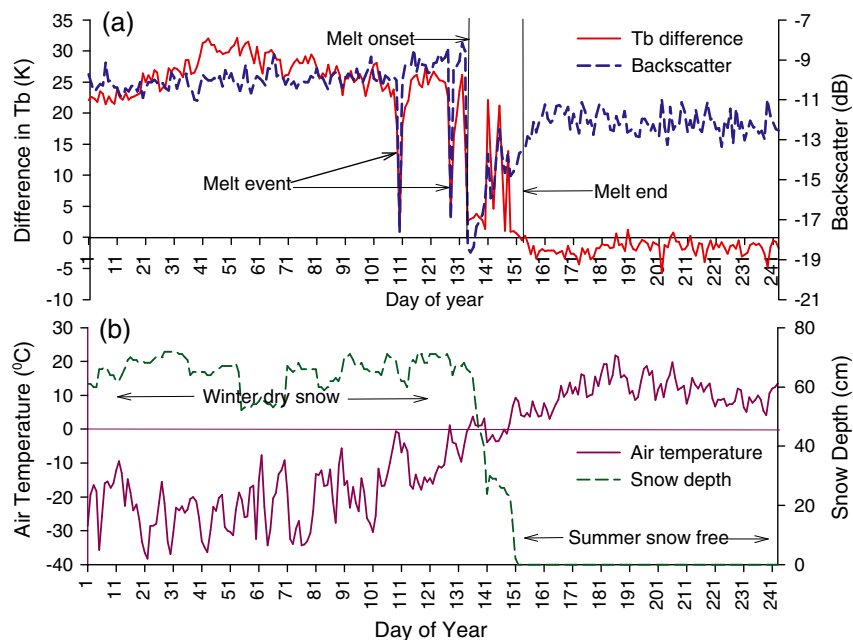 (a)
35
30
25
20
15
10
5
0
-5
-10
Difference in Tb (K)
Melt onset
Tb difference
Backscatter
Melt event
Melt end
-7
-9
-11
-13
-15
-17
-19
-21
Backscatter (dB)
1 11 21 31 41 51 61 71 81 91 101 111 121 131 141 151 161 171 181 191 201 211 221 231 241
Day of year
(b)
30
20
10
0
-10
-20
-30
-40
Air Temperature (⁰C)
Winter dry snow
Air temperature
Snow depth
Summer snow free
80
60
40
20
0
Snow Depth (cm)
1 11 21 31 41 51 61 71 81 91 101 111 121 131 141 151 161 171 181 191 201 211 221 231 241
Day of Year